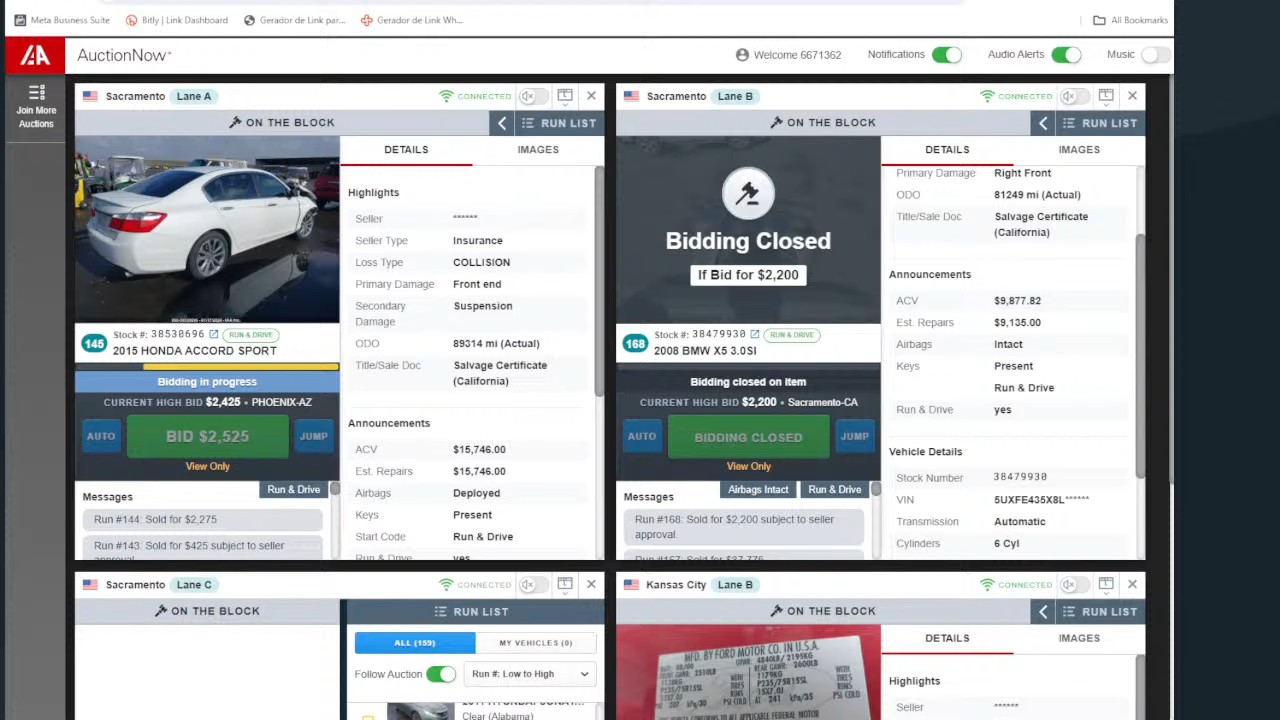 Meta Business Suite
Bitly | Link Dashboard
Gerador de Link par...
Gerador de Link Wh...
All Bookmarks
AuctionNow
Welcome 6671362
Notifications
Audio Alerts
Music
Join More
Auctions
Sacramento Lane A
CONNECTED
ON THE BLOCK
RUN LIST
145
Stock #: 38530696
RUN & DRIVE
2015 HONDA ACCORD SPORT
Bidding in progress
CURRENT HIGH BID $2,425 • PHOENIX-AZ
AUTO
BID $2,525
JUMP
View Only
Run & Drive
Messages
Run #144: Sold for $2,275
Run #143: Sold for $425 subject to seller
approval.
DETAILS
IMAGES
Highlights
Seller ******
Seller Type Insurance
Loss Type COLLISION
Primary Damage Front end
Secondary Suspension
Damage
ODO 89314 mi (Actual)
Title/Sale Doc Salvage Certificate
(California)
Announcements
ACV $15,746.00
Est. Repairs $15,746.00
Airbags Deployed
Keys Present
Start Code Run & Drive
Run & Drive yes
Sacramento Lane B
CONNECTED
ON THE BLOCK
RUN LIST
Bidding Closed
If Bid for $2,200
168
Stock #: 38479930
RUN & DRIVE
2008 BMW X5 3.0SI
Bidding closed on item
CURRENT HIGH BID $2,200 • Sacramento-CA
AUTO
BIDDING CLOSED
JUMP
View Only
Airbags Intact
Run & Drive
Messages
Run #168: Sold for $2,200 subject to seller
approval.
Run #167: Sold for $37,775
DETAILS
IMAGES
Primary Damage Right Front
ODO 81249 mi (Actual)
Title/Sale Doc Salvage Certificate
(California)
Announcements
ACV $9,877.82
Est. Repairs $9,135.00
Airbags Intact
Keys Present
Run & Drive
Run & Drive yes
Vehicle Details
Stock Number 38479930
VIN 5UXFE435X8L******
Transmission Automatic
Cylinders 6 Cyl
Sacramento Lane C
CONNECTED
ON THE BLOCK
RUN LIST
ALL (159)
MY VEHICLES (0)
Follow Auction
Run #: Low to High
Clear (Alabama)
Kansas City Lane B
CONNECTED
ON THE BLOCK
RUN LIST
MFD. BY FORD MOTOR CO. IN U.S.A.
DETAILS
IMAGES
Highlights
Seller ******